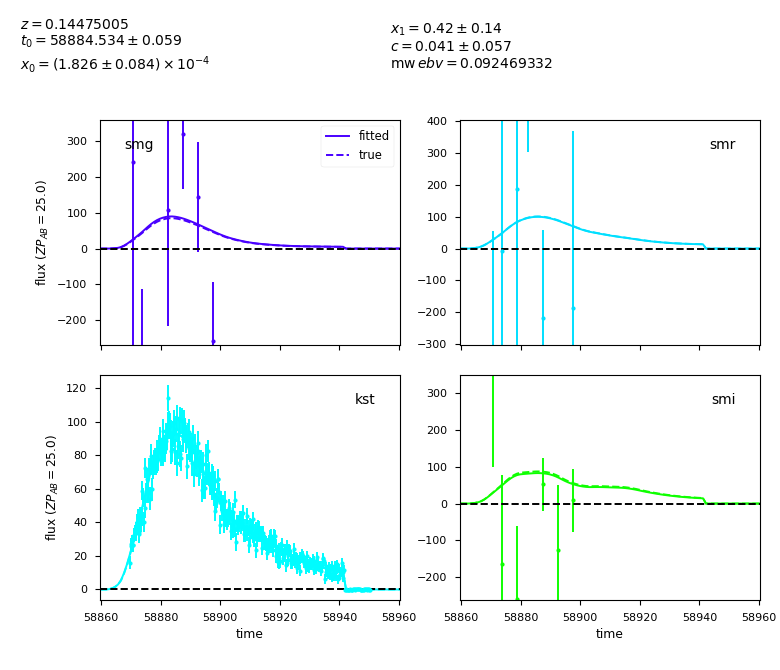 z = 0.14475005
t₀ = 58884.534 ± 0.059
x₀ = (1.826 ± 0.084) × 10⁻⁴
x₁ = 0.42 ± 0.14
c = 0.041 ± 0.057
mw ebv = 0.092469332
smg
fitted
true
300
200
100
0
−100
−200
flux (ZP_AB = 25.0)
smr
400
300
200
100
0
−100
−200
−300
kst
120
100
80
60
40
20
0
flux (ZP_AB = 25.0)
58860 58880 58900 58920 58940 58960
time
smi
300
200
100
0
−100
−200
58860 58880 58900 58920 58940 58960
time